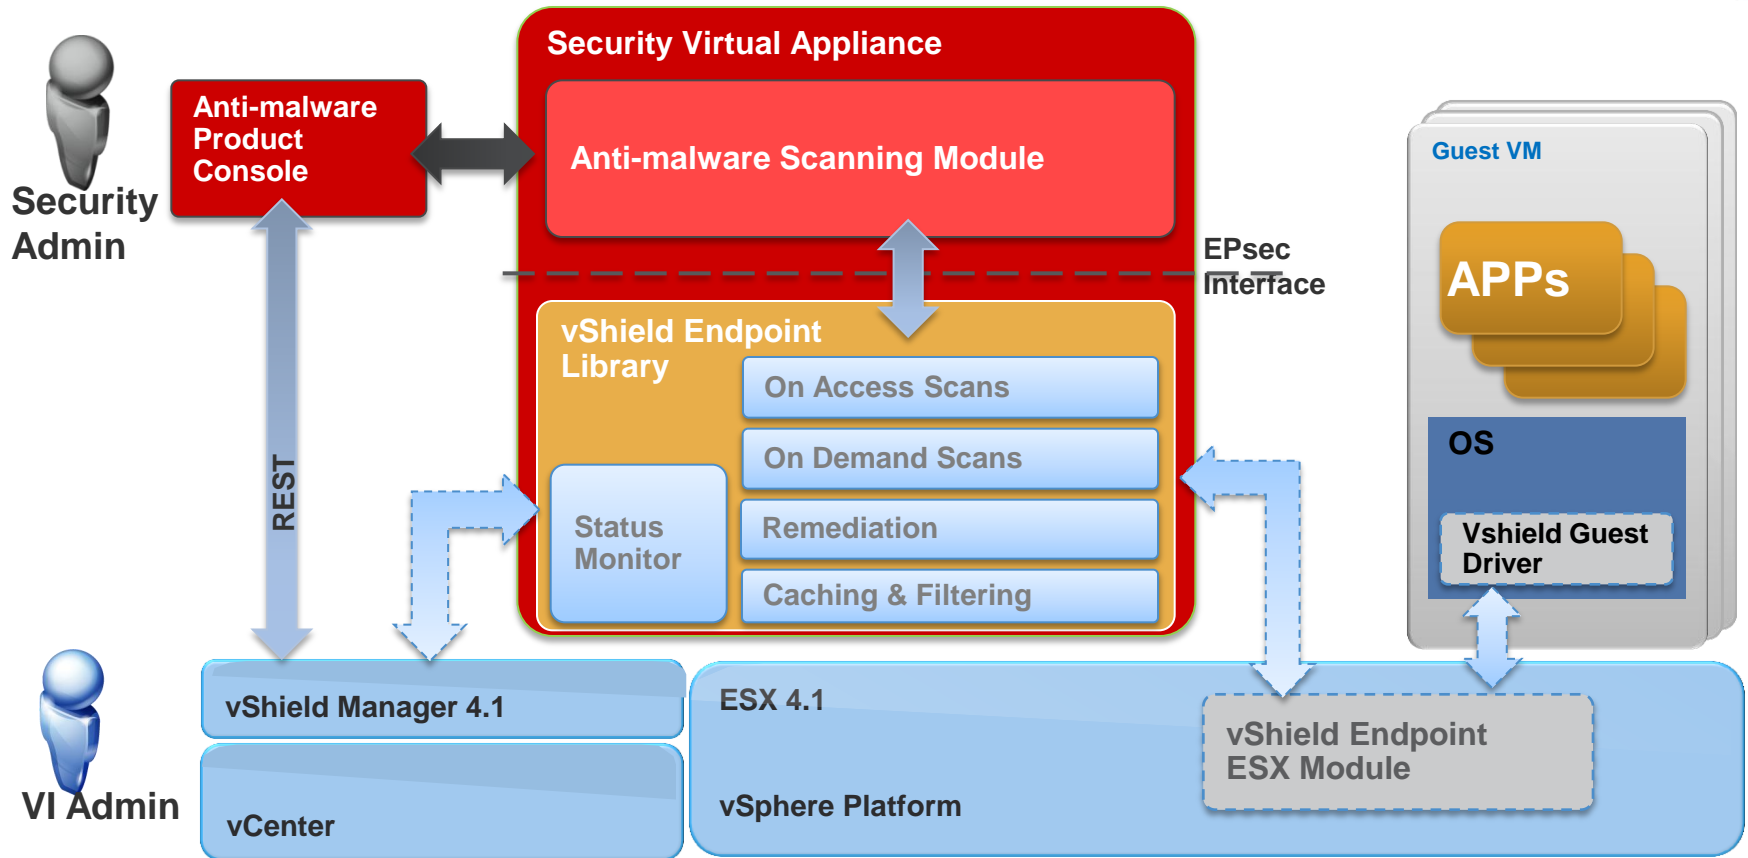 Security Virtual Appliance
Anti-malware
Product
Console
Anti-malware Scanning Module
Guest VM
Security
Admin
EPsec
Interface
APPs
vShield Endpoint
Library
On Access Scans
OS
On Demand Scans
REST
Status
Monitor
Remediation
Vshield Guest
Driver
Caching & Filtering
vShield Manager 4.1
ESX 4.1
vShield Endpoint
ESX Module
VI Admin
vCenter
vSphere Platform